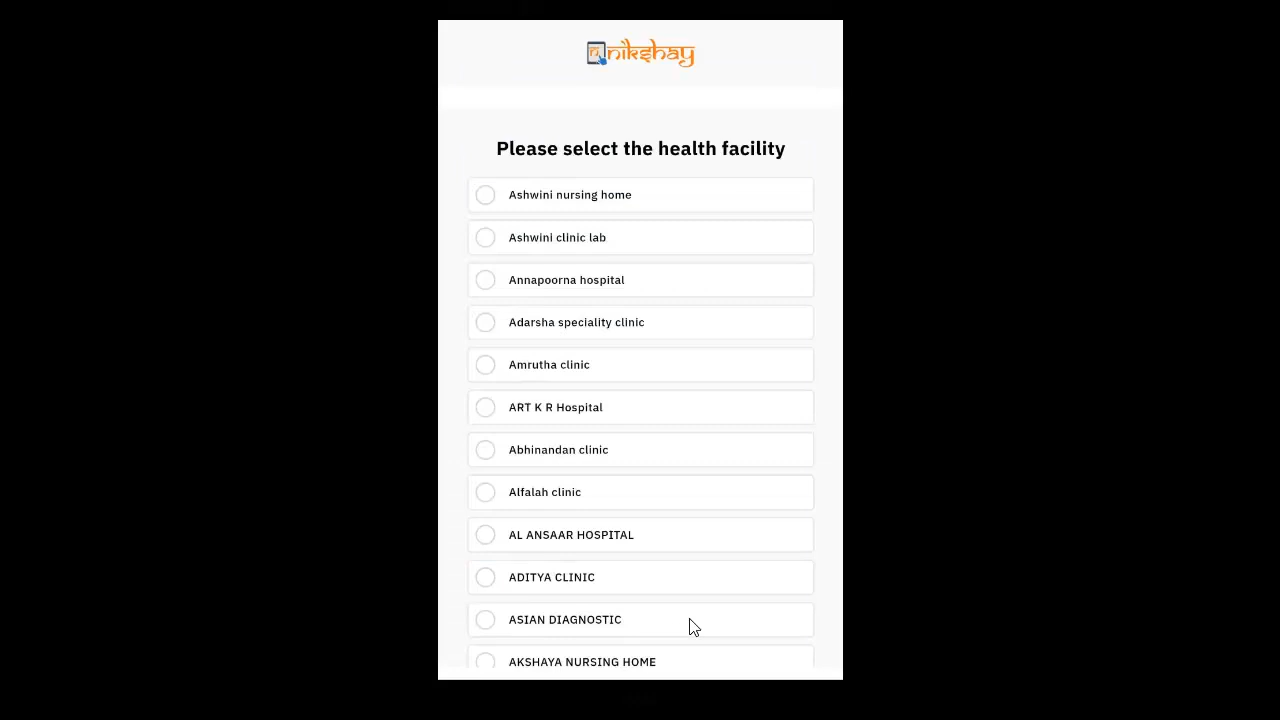 nikshay
Please select the health facility
Ashwini nursing home
Ashwini clinic lab
Annapoorna hospital
Adarsha speciality clinic
Amrutha clinic
ART K R Hospital
Abhinandan clinic
Alfalah clinic
AL ANSAAR HOSPITAL
ADITYA CLINIC
ASIAN DIAGNOSTIC
AKSHAYA NURSING HOME